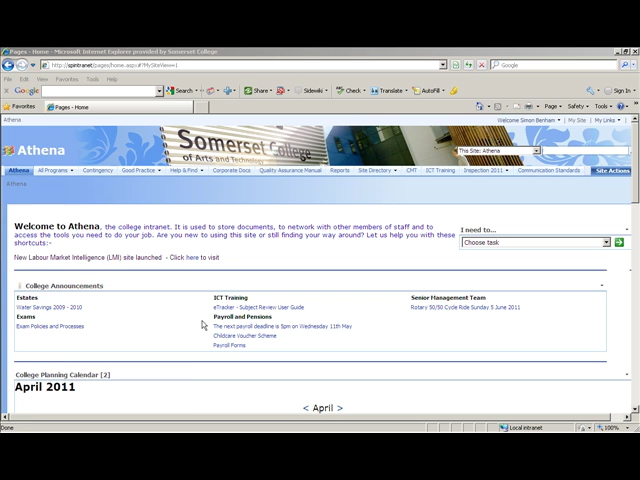 Pages - Home - Microsoft Internet Explorer provided by Somerset College
http://spintranet/pages/home.aspx#?MySiteView=1
Google
File Edit View Favorites Tools Help
Google Search Share Sidewiki Check Translate AutoFill Sign In
Favorites Pages - Home Page Safety Tools
Athena Welcome Simon Benham My Site My Links
Athena
Somerset College
of Arts and Technology
This Site: Athena
Athena All Programs Contingency Good Practice Help & Find Corporate Docs Quality Assurance Manual Reports Site Directory CMT ICT Training Inspection 2011 Communication Standards Site Actions
Athena
Welcome to Athena, the college intranet. It is used to store documents, to network with other members of staff and to
access the tools you need to do your job. Are you new to using this site or still finding your way around? Let us help you with these
shortcuts:-
I need to...
Choose task
New Labour Market Intelligence (LMI) site launched - Click here to visit
College Announcements
Estates
Water Savings 2009 - 2010
Exams
Exam Policies and Processes
ICT Training
eTracker - Subject Review User Guide
Payroll and Pensions
The next payroll deadline is 5pm on Wednesday 11th May
Childcare Voucher Scheme
Payroll Forms
Senior Management Team
Rotary 50/50 Cycle Ride Sunday 5 June 2011
College Planning Calendar [2]
April 2011
< April >
Done Local intranet 100%